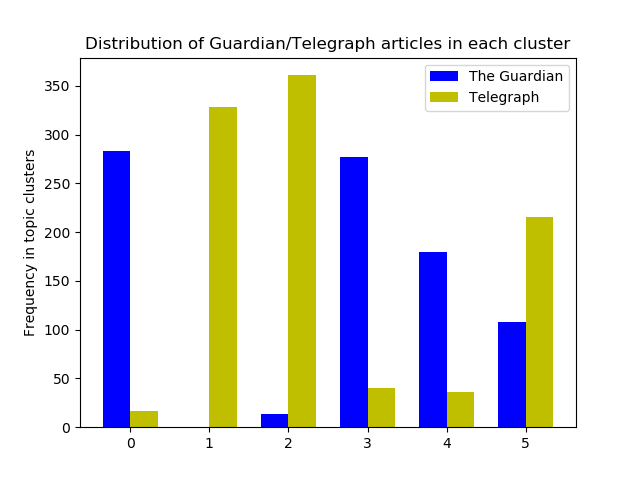 Distribution of Guardian/Telegraph articles in each cluster
The Guardian
Telegraph
Frequency in topic clusters
350
300
250
200
150
100
50
0
0 1 2 3 4 5